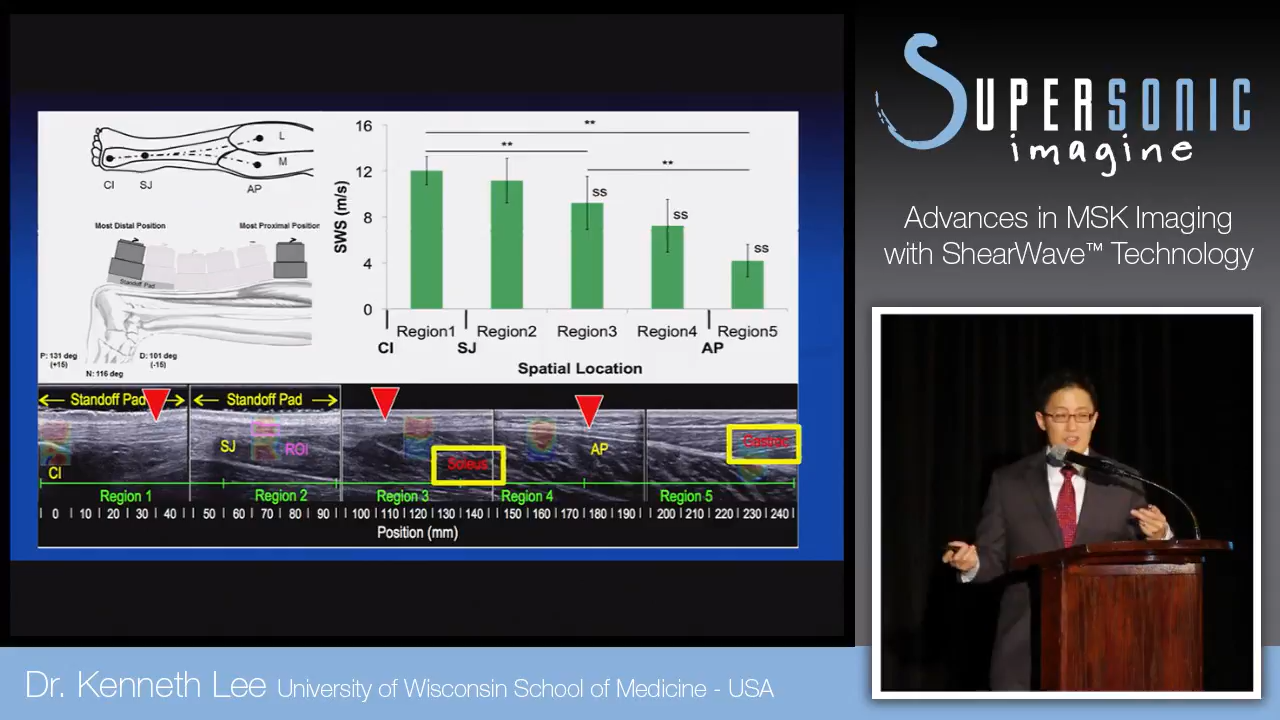 L
M
CI SJ AP
Most Distal Position Most Proximal Position
Standoff Pad
P: 131 deg
(+15)
D: 101 deg
(-15)
N: 116 deg
SWS (m/s)
16
12
8
4
0
**
**
**
ss
ss
ss
Region1 Region2 Region3 Region4 Region5
CI SJ AP
Spatial Location
Standoff Pad Standoff Pad
SJ ROI AP Gastroc
CI Soleus
Region 1 Region 2 Region 3 Region 4 Region 5
0 10 20 30 40 50 60 70 80 90 100 110 120 130 140 150 160 170 180 190 200 210 220 230 240
Position (mm)
SUPERSONIC
imagine
Advances in MSK Imaging
with ShearWave™ Technology
Dr. Kenneth Lee University of Wisconsin School of Medicine - USA